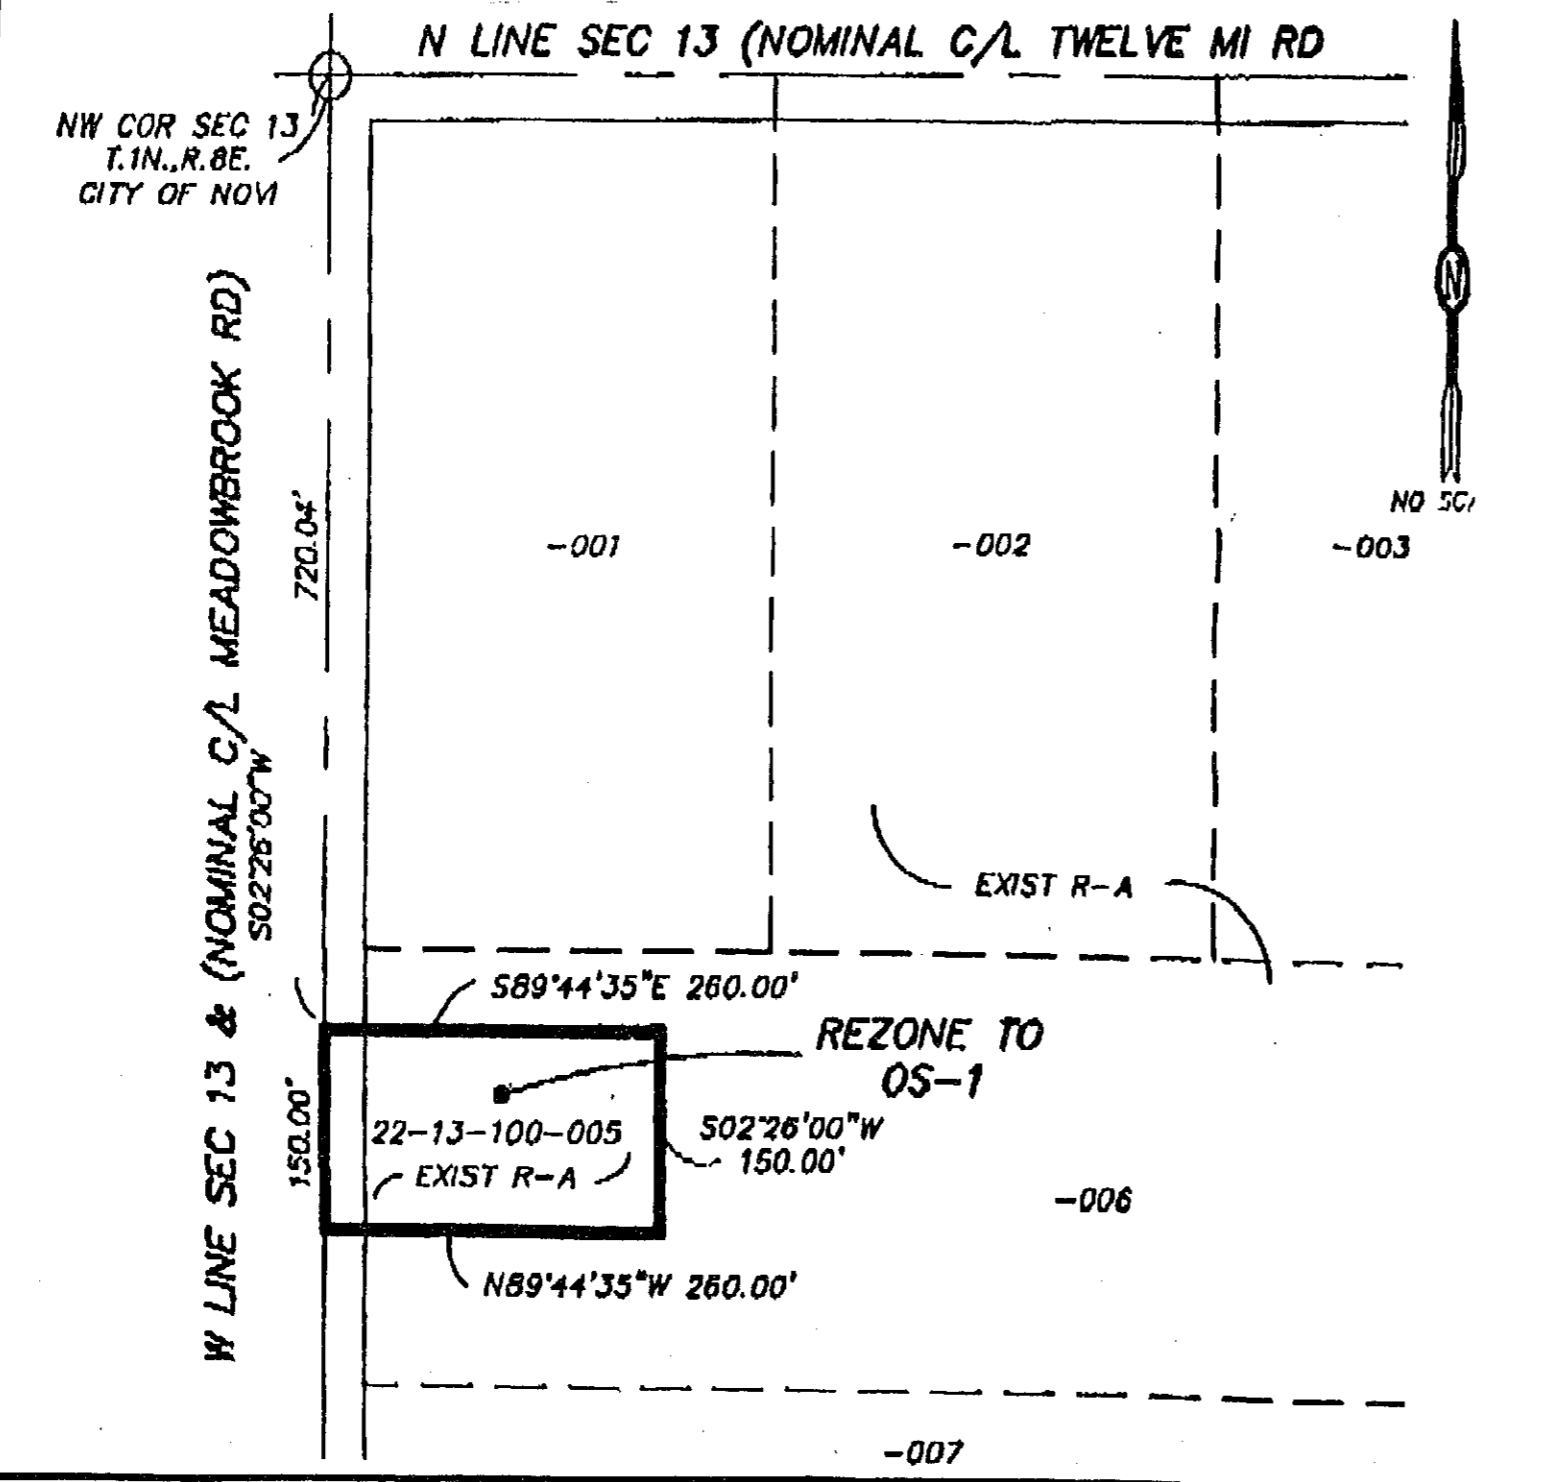 N LINE SEC 13 (NOMINAL C/L TWELVE MI RD
NW COR SEC 13
T.1N.,R.8E.
CITY OF NOVI
W LINE SEC 13 & (NOMINAL C/L MEADOWBROOK RD)
S02°26'00"W
720.04'
N
NO
-001
-002
-003
EXIST R-A
S89°44'35"E 260.00'
REZONE TO
OS-1
150.00"
22-13-100-005
EXIST R-A
S02°26'00"W
150.00'
-006
N89°44'35"W 260.00'
-007